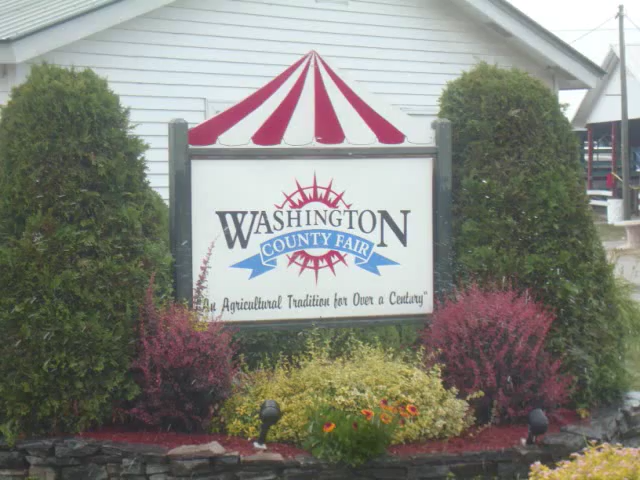 WASHINGTON
COUNTY FAIR
"An Agricultural Tradition for Over a Century"